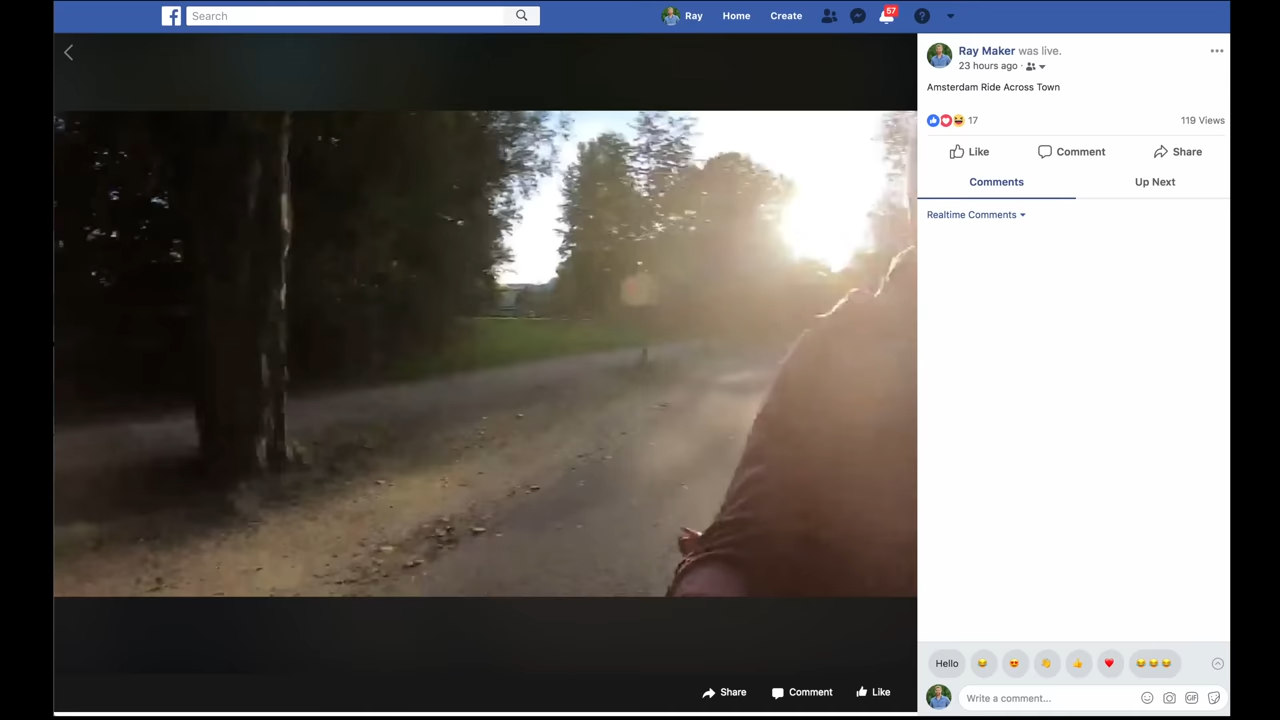 f Search Ray Home Create 57
Ray Maker was live.
23 hours ago ·
Amsterdam Ride Across Town
17 119 Views
Like Comment Share
Comments Up Next
Realtime Comments
Hello
Share Comment Like
Write a comment... GIF